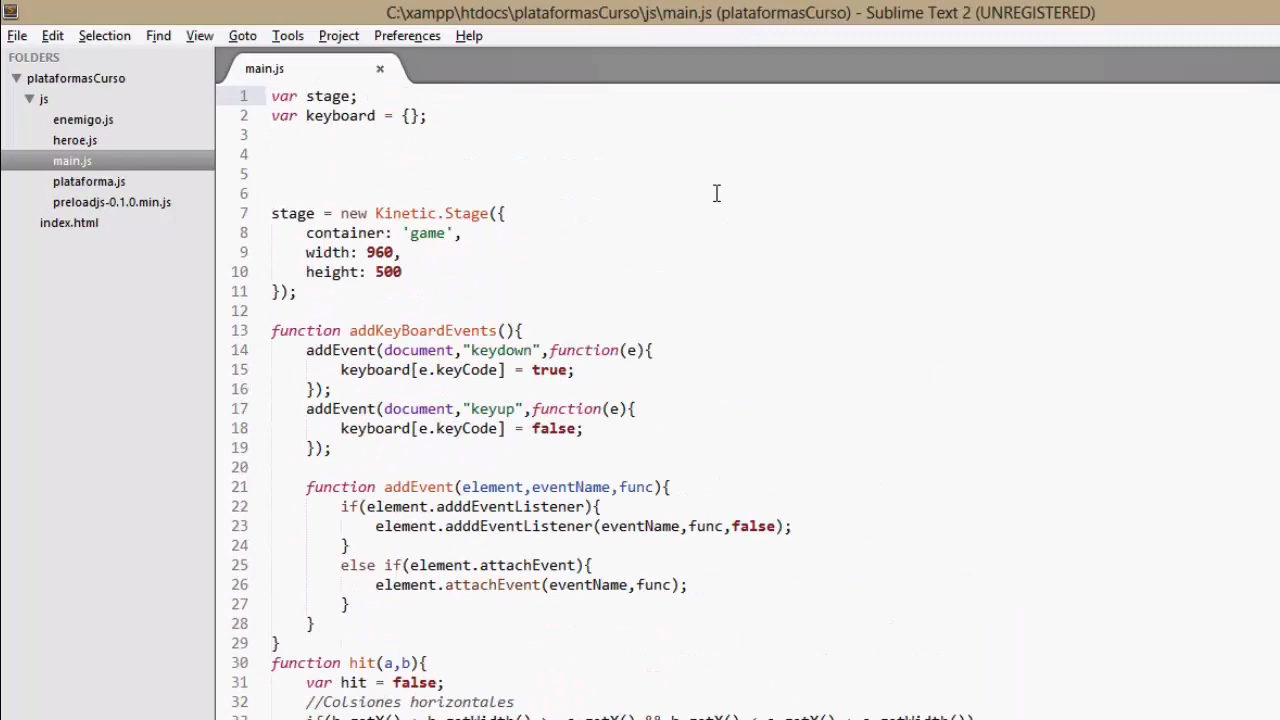 C:\xampp\htdocs\plataformasCurso\js\main.js (plataformasCurso) - Sublime Text 2 (UNREGISTERED)
File Edit Selection Find View Goto Tools Project Preferences Help
FOLDERS
plataformasCurso
js
enemigo.js
heroe.js
main.js
plataforma.js
preloadjs-0.1.0.min.js
index.html
main.js ×
1 var stage;
2 var keyboard = {};
3
4
5
6
7 stage = new Kinetic.Stage({
8 container: 'game',
9 width: 960,
10 height: 500
11 });
12
13 function addKeyBoardEvents(){
14 addEvent(document,"keydown",function(e){
15 keyboard[e.keyCode] = true;
16 });
17 addEvent(document,"keyup",function(e){
18 keyboard[e.keyCode] = false;
19 });
20
21 function addEvent(element,eventName,func){
22 if(element.adddEventListener){
23 element.adddEventListener(eventName,func,false);
24 }
25 else if(element.attachEvent){
26 element.attachEvent(eventName,func);
27 }
28 }
29 }
30 function hit(a,b){
31 var hit = false;
32 //Colsiones horizontales